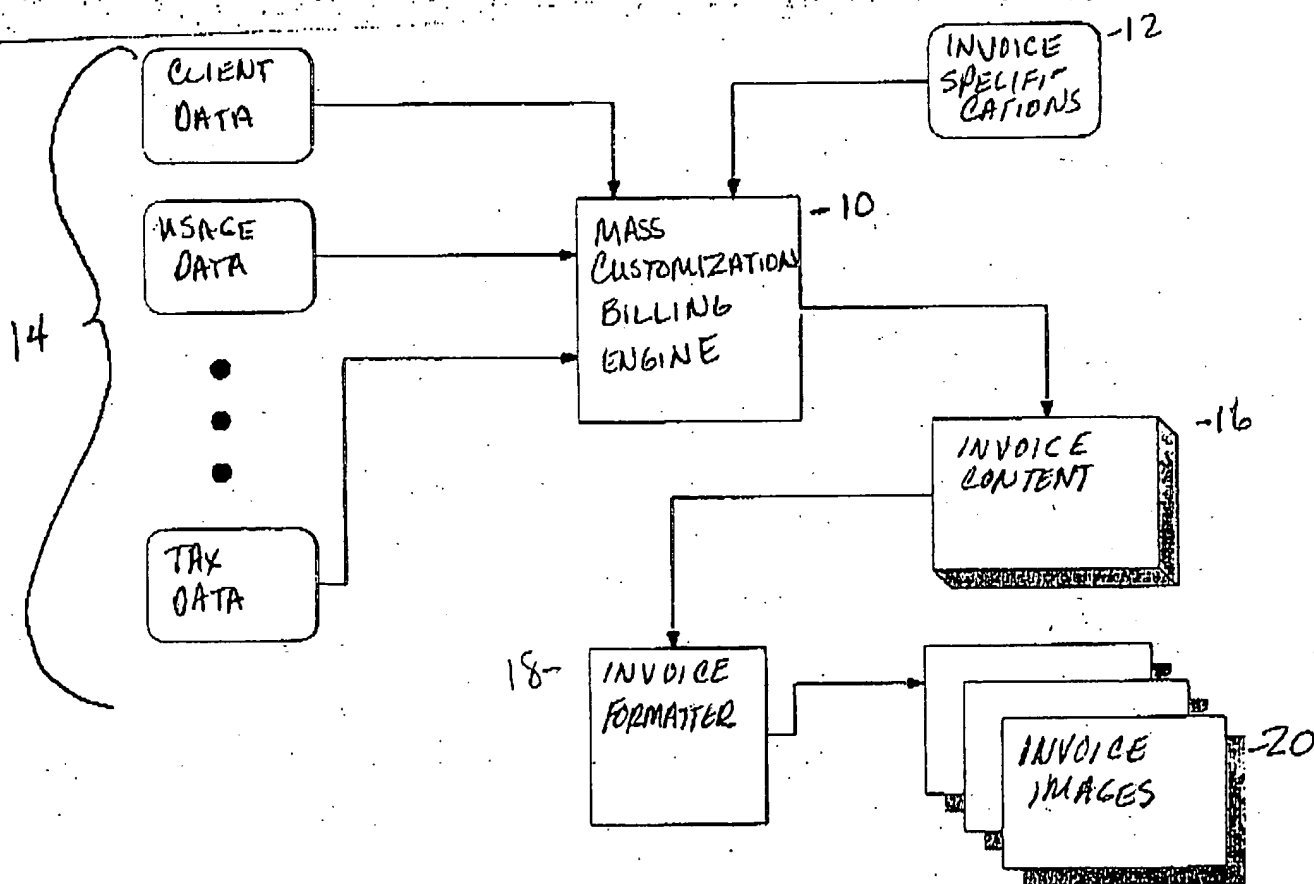 CLIENT
DATA
INVOICE
SPECIFI-
CATIONS
-12
USAGE
DATA
MASS
CUSTOMIZATION
BILLING
ENGINE
-10
14
INVOICE
CONTENT
-16
TAX
DATA
18-
INVOICE
FORMATTER
INVOICE
IMAGES
-20